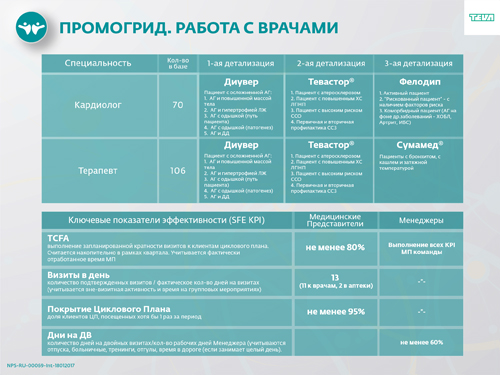 ПРОМОГРИД. РАБОТА С ВРАЧАМИ
TEVA
Специальность
Кол-во
в базе
1-ая детализация
2-ая детализация
3-ая детализация
Кардиолог
70
Диувер
Пациент с осложненной АГ:
1. АГ и повышенной массой
тела
2. АГ и гипертрофией ЛЖ
3. АГ с одышкой (путь
пациента)
4. АГ с одышкой (патогенез)
5. АГ и ДД
Тевастор®
1. Пациент с атеросклерозом
2. Пациент с повышенным ХС
ЛПНП
3. Пациент с высоким риском
ССО
4. Первичная и вторичная
профилактика ССЗ
Фелодип
1. Активный пациент
2. "Рискованный пациент" - с
наличием факторов риска
3. Коморбидный пациент (АГ на
фоне др.заболеваний - ХОБЛ,
Артрит, ИБС)
Терапевт
106
Диувер
Пациент с осложненной АГ:
1. АГ и повышенной массой
тела
2. АГ и гипертрофией ЛЖ
3. АГ с одышкой (путь
пациента)
4. АГ с одышкой (патогенез)
5. АГ и ДД
Тевастор®
1. Пациент с атеросклерозом
2. Пациент с повышенным ХС
ЛПНП
3. Пациент с высоким риском
ССО
4. Первичная и вторичная
профилактика ССЗ
Сумамед®
Пациенты с бронхитом, с
кашлем и затяжной
температурой
Ключевые показатели эффективности (SFE KPI)
Медицинские
Представители
Менеджеры
TCFA
выполнение запланированной кратности визитов к клиентам циклового плана.
Считается накопительно в рамках квартала. Учитывается фактически
отработанное время МП
не менее 80%
Выполнение всех KPI
МП команды
Визиты в день
количество подтвержденных визитов / фактическое кол-во дней на визитах
(учитывается вне-визитная активность и время на групповых мероприятиях)
13
(11 к врачам, 2 в аптеки)
-"-
Покрытие Циклового Плана
доля клиентов ЦП, посещенных хотя бы 1 раз за период
не менее 95%
-"-
Дни на ДВ
количество дней на двойных визитах/кол-во рабочих дней Менеджера (учитываются
отпуска, больничные, тренинги, отгулы, время в дороге (если занимает целый день).
не менее 60%
NPS-RU-00009-Int-18012017